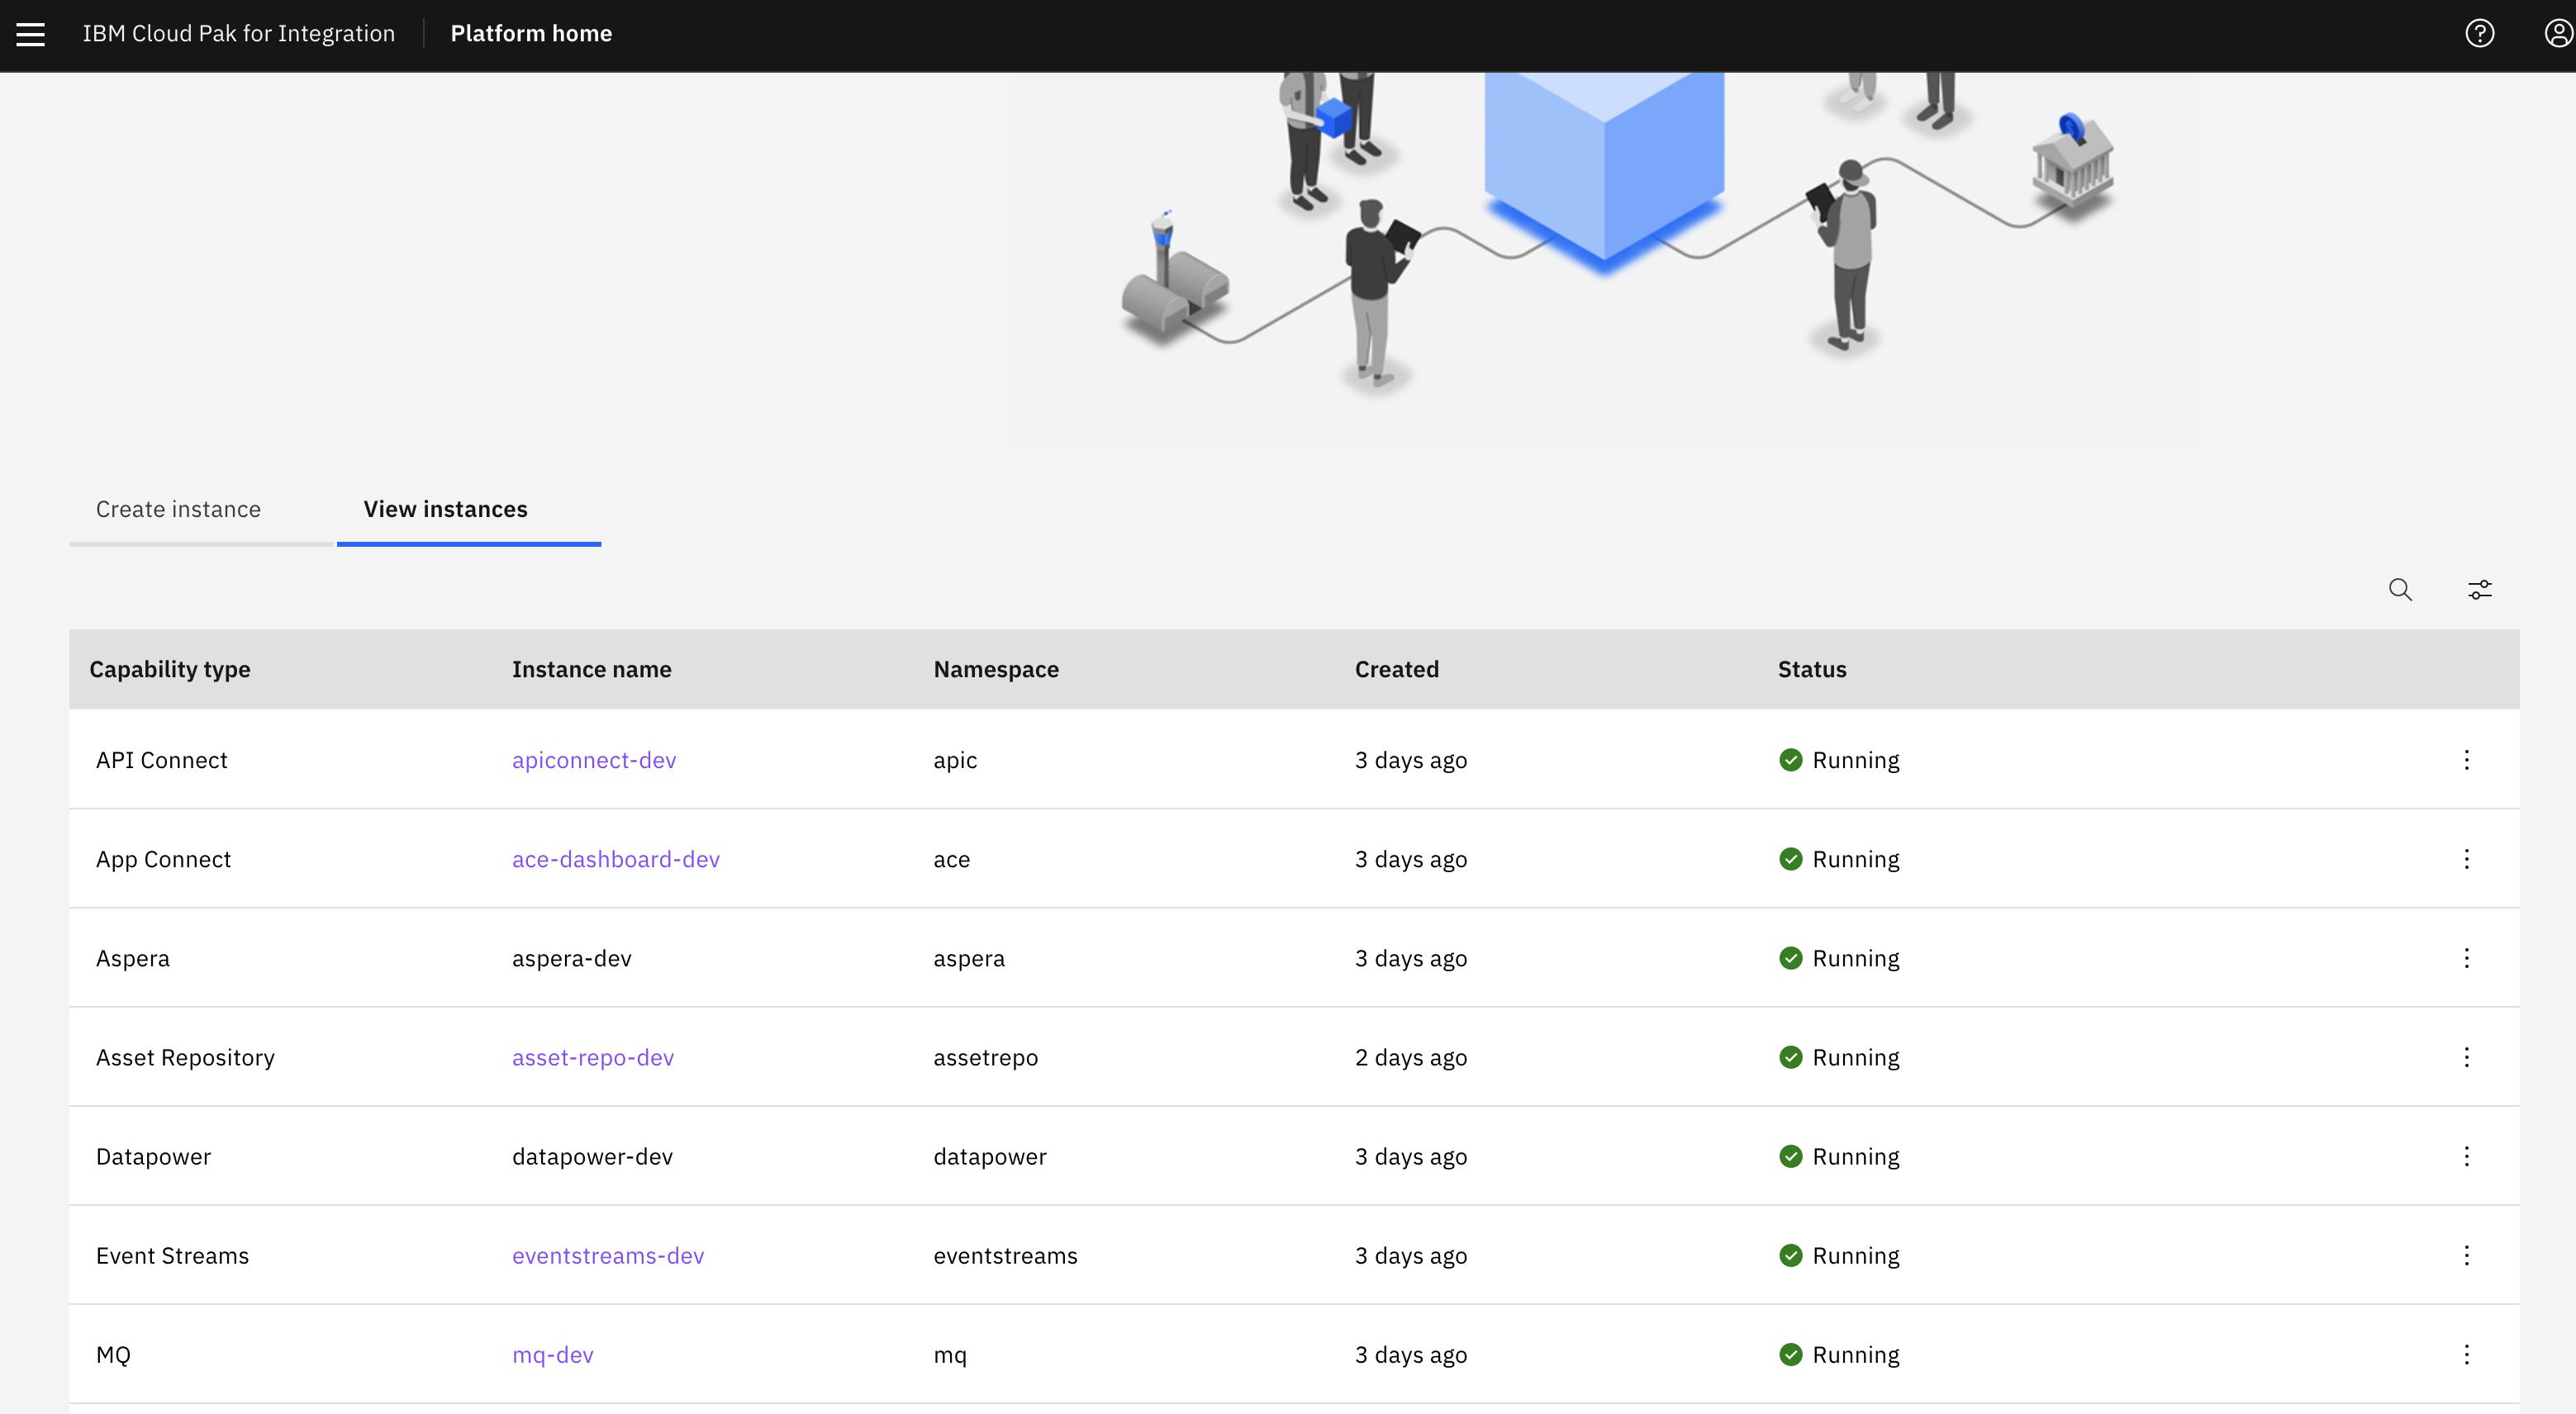 IBM Cloud Pak for Integration Platform home
Create instance View instances
Capability type Instance name Namespace Created Status
API Connect apiconnect-dev apic 3 days ago Running
App Connect ace-dashboard-dev ace 3 days ago Running
Aspera aspera-dev aspera 3 days ago Running
Asset Repository asset-repo-dev assetrepo 2 days ago Running
Datapower datapower-dev datapower 3 days ago Running
Event Streams eventstreams-dev eventstreams 3 days ago Running
MQ mq-dev mq 3 days ago Running